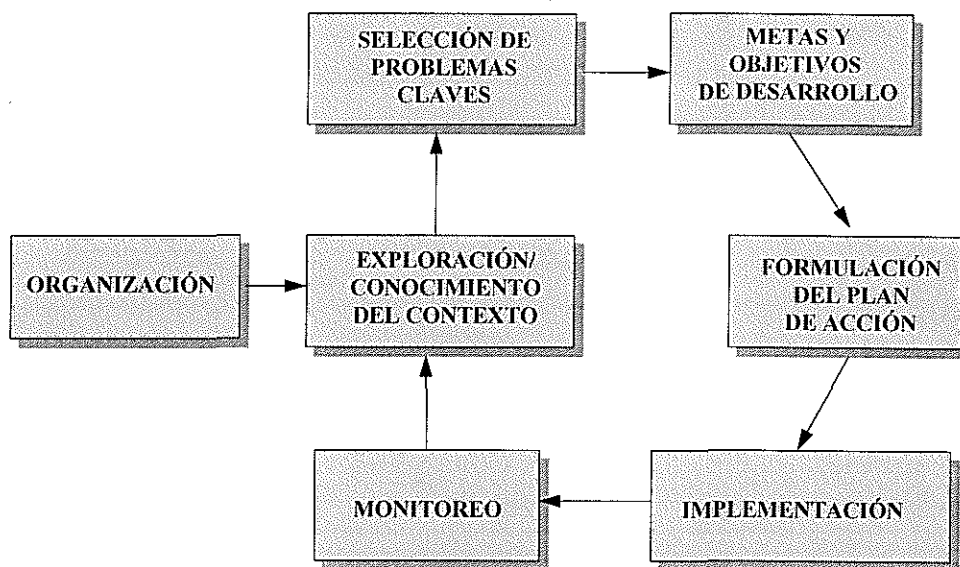 SELECCIÓN DE
PROBLEMAS
CLAVES
METAS Y
OBJETIVOS
DE DESARROLLO
ORGANIZACIÓN
EXPLORACIÓN/
CONOCIMIENTO
DEL CONTEXTO
FORMULACIÓN
DEL PLAN
DE ACCIÓN
MONITOREO
IMPLEMENTACIÓN